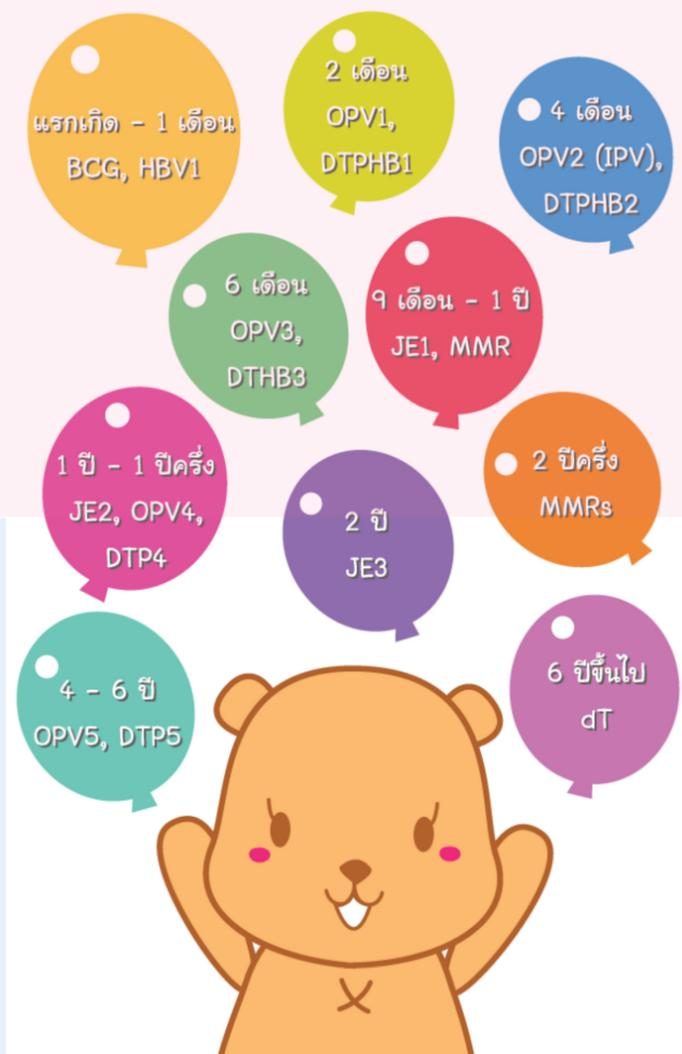 แรกเกิด - 1 เดือน
BCG, HBV1
2 เดือน
OPV1,
DTPHB1
4 เดือน
OPV2 (IPV),
DTPHB2
6 เดือน
OPV3,
DTHB3
9 เดือน - 1 ปี
JE1, MMR
1 ปี - 1 ปีครึ่ง
JE2, OPV4,
DTP4
2 ปี
JE3
2 ปีครึ่ง
MMRs
4 - 6 ปี
OPV5, DTP5
6 ปีขึ้นไป
dT